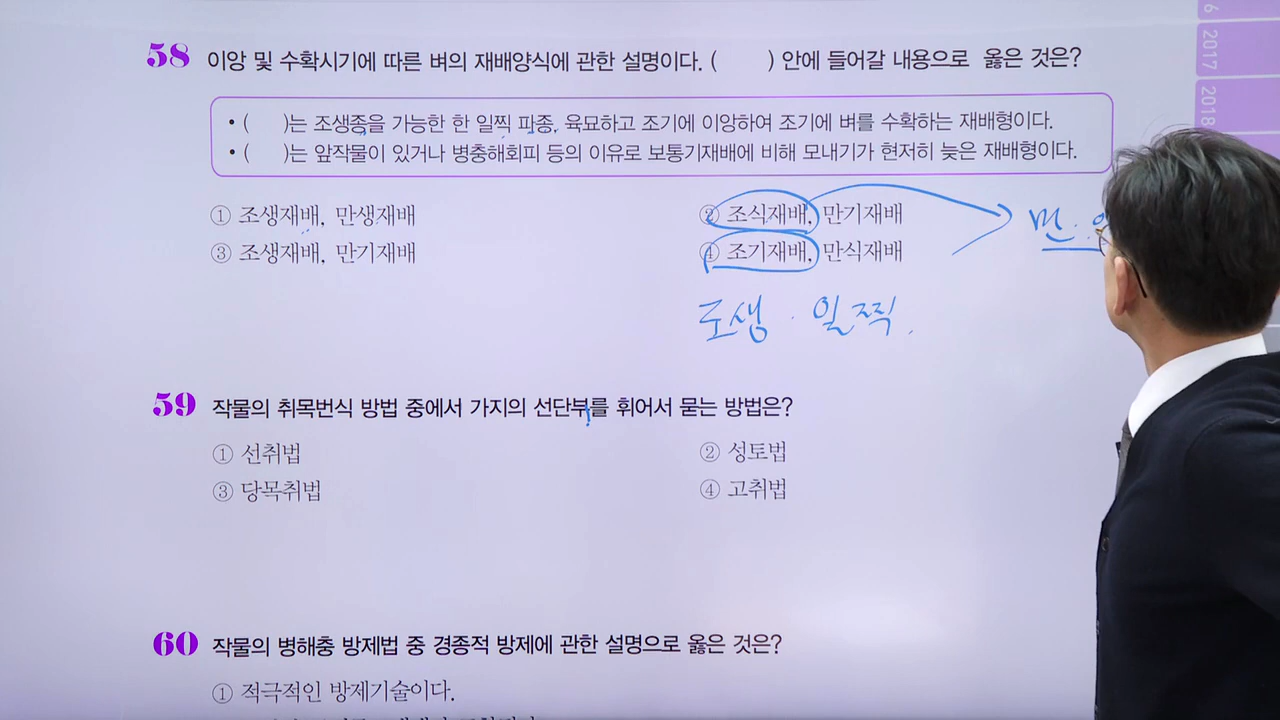 6
2017
2018
58 이앙 및 수확시기에 따른 벼의 재배양식에 관한 설명이다. ( ) 안에 들어갈 내용으로 옳은 것은?
• ( )는 조생종을 가능한 한 일찍 파종, 육묘하고 조기에 이앙하여 조기에 벼를 수확하는 재배형이다.
• ( )는 앞작물이 있거나 병충해회피 등의 이유로 보통기재배에 비해 모내기가 현저히 늦은 재배형이다.
① 조생재배, 만생재배
② 조식재배, 만기재배
만
③ 조생재배, 만기재배
④ 조기재배, 만식재배
조생 · 일찍.
59 작물의 취목번식 방법 중에서 가지의 선단부를 휘어서 묻는 방법은?
① 선취법
② 성토법
③ 당목취법
④ 고취법
60 작물의 병해충 방제법 중 경종적 방제에 관한 설명으로 옳은 것은?
① 적극적인 방제기술이다.